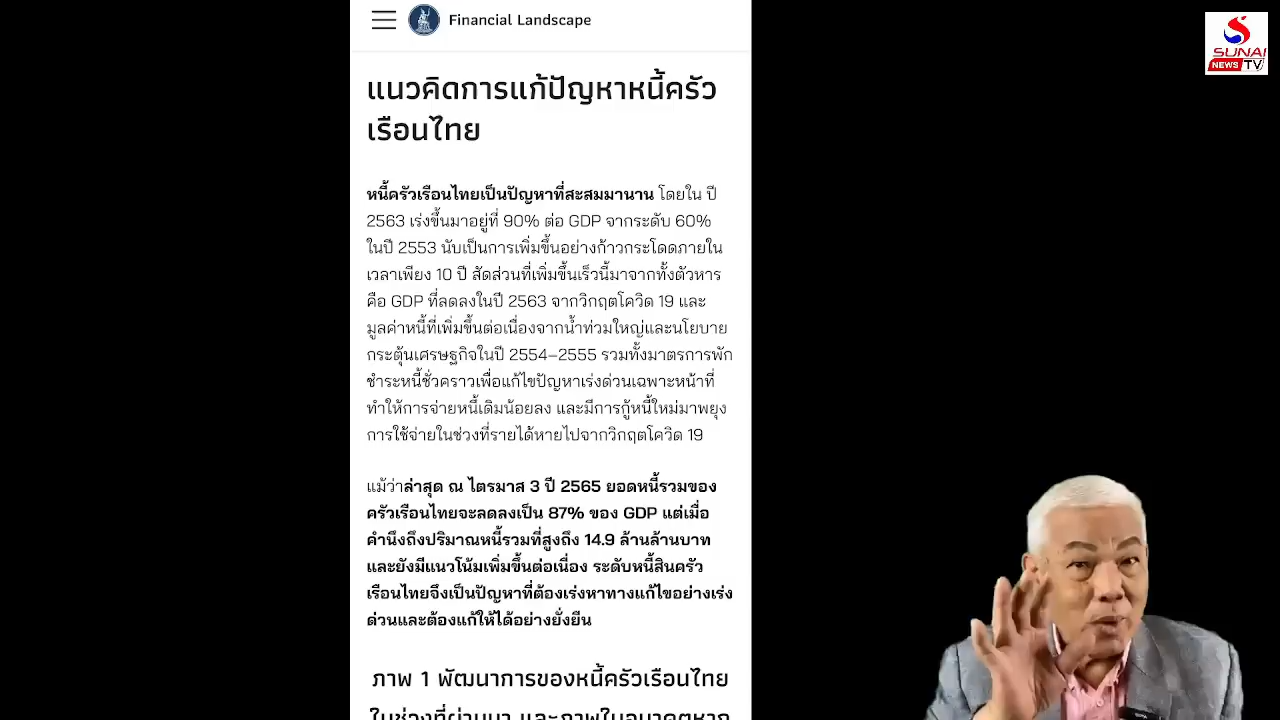 Financial Landscape
SUNAI
NEWS TV
แนวคิดการแก้ปัญหาหนี้ครัว
เรือนไทย
หนี้ครัวเรือนไทยเป็นปัญหาที่สะสมมานาน โดยใน ปี
2563 เร่งขึ้นมาอยู่ที่ 90% ต่อ GDP จากระดับ 60%
ในปี 2553 นับเป็นการเพิ่มขึ้นอย่างก้าวกระโดดภายใน
เวลาเพียง 10 ปี สัดส่วนที่เพิ่มขึ้นเร็วนี้มาจากทั้งตัวหาร
คือ GDP ที่ลดลงในปี 2563 จากวิกฤตโควิด 19 และ
มูลค่าหนี้ที่เพิ่มขึ้นต่อเนื่องจากน้ำท่วมใหญ่และนโยบาย
กระตุ้นเศรษฐกิจในปี 2554–2555 รวมทั้งมาตรการพัก
ชำระหนี้ชั่วคราวเพื่อแก้ไขปัญหาเร่งด่วนเฉพาะหน้าที่
ทำให้การจ่ายหนี้เดิมน้อยลง และมีการกู้หนี้ใหม่มาพยุง
การใช้จ่ายในช่วงที่รายได้หายไปจากวิกฤตโควิด 19
แม้ว่าล่าสุด ณ ไตรมาส 3 ปี 2565 ยอดหนี้รวมของ
ครัวเรือนไทยจะลดลงเป็น 87% ของ GDP แต่เมื่อ
คำนึงถึงปริมาณหนี้รวมที่สูงถึง 14.9 ล้านล้านบาท
และยังมีแนวโน้มเพิ่มขึ้นต่อเนื่อง ระดับหนี้สินครัว
เรือนไทยจึงเป็นปัญหาที่ต้องเร่งหาทางแก้ไขอย่างเร่ง
ด่วนและต้องแก้ให้ได้อย่างยั่งยืน
ภาพ 1 พัฒนาการของหนี้ครัวเรือนไทย
ในช่วงที่ผ่านมา และภาพในอนาคตหาก